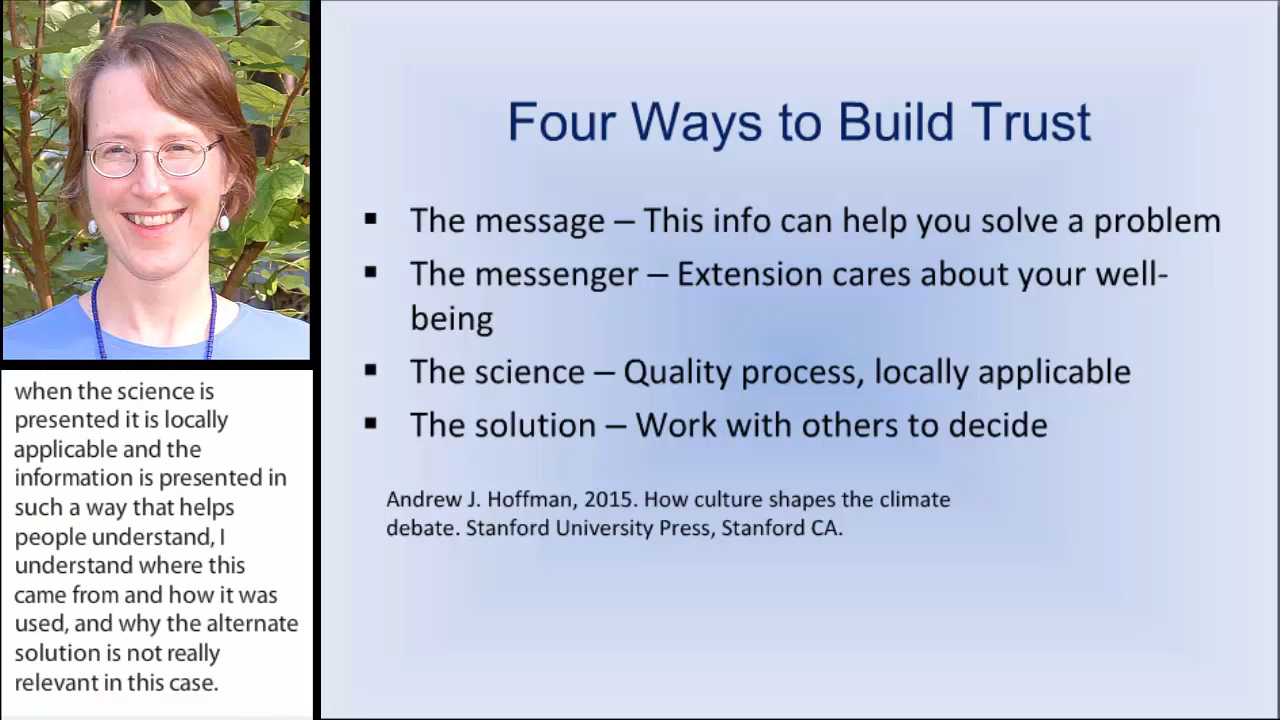 Four Ways to Build Trust
▪ The message – This info can help you solve a problem
▪ The messenger – Extension cares about your well-
being
▪ The science – Quality process, locally applicable
▪ The solution – Work with others to decide
Andrew J. Hoffman, 2015. How culture shapes the climate
debate. Stanford University Press, Stanford CA.
when the science is
presented it is locally
applicable and the
information is presented in
such a way that helps
people understand, I
understand where this
came from and how it was
used, and why the alternate
solution is not really
relevant in this case.